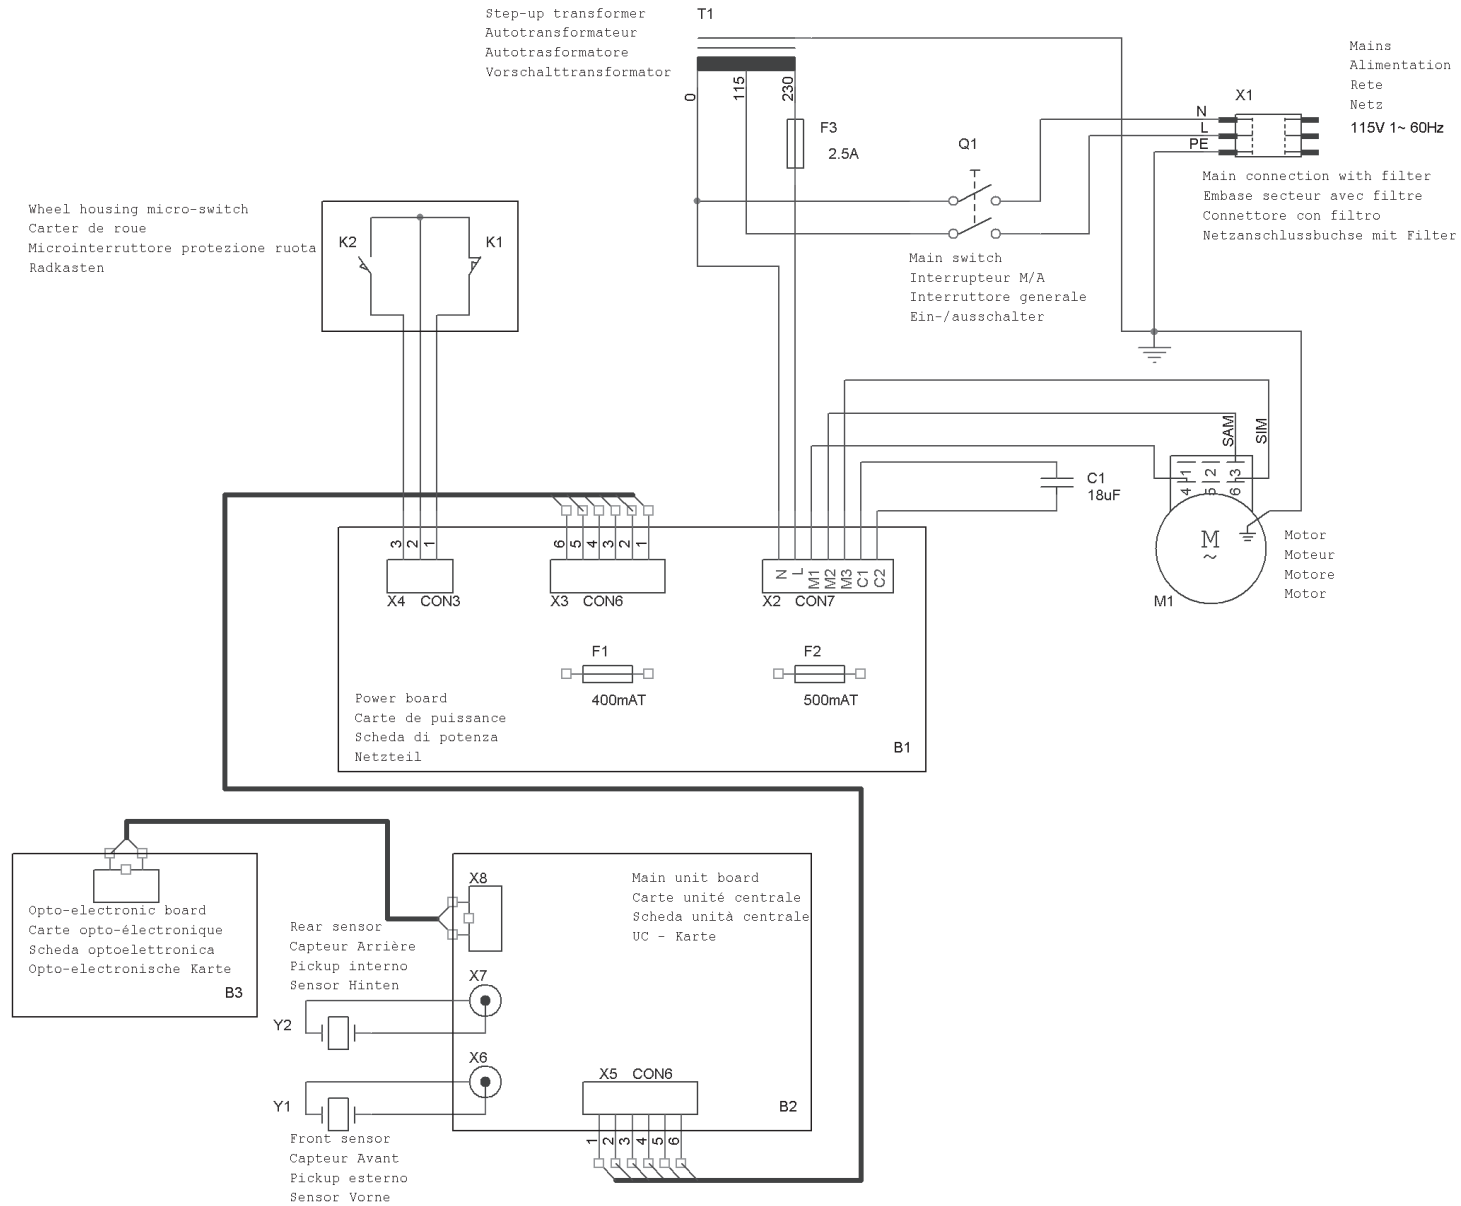 Step-up transformer
Autotransformateur
Autotrasformatore
Vorschalttransformator
T1
0
115
230
F3
2.5A
Mains
Alimentation
Rete
Netz
115V 1~ 60Hz
X1
N
L
PE
Q1
Main connection with filter
Embase secteur avec filtre
Connettore con filtro
Netzanschlussbuchse mit Filter
Main switch
Interrupteur M/A
Interruttore generale
Ein-/ausschalter
Wheel housing micro-switch
Carter de roue
Microinterruttore protezione ruota
Radkasten
K2
K1
SAM
SIM
1
2
3
4
5
6
C1
18uF
M
~
M1
Motor
Moteur
Motore
Motor
3
2
1
X4 CON3
6
5
4
3
2
1
X3 CON6
N
L
M1
M2
M3
C1
C2
X2 CON7
F1
400mAT
F2
500mAT
Power board
Carte de puissance
Scheda di potenza
Netzteil
B1
Opto-electronic board
Carte opto-électronique
Scheda optoelettronica
Opto-electronische Karte
B3
X8
Main unit board
Carte unité centrale
Scheda unità centrale
UC - Karte
Rear sensor
Capteur Arrière
Pickup interno
Sensor Hinten
X7
Y2
X6
Y1
Front sensor
Capteur Avant
Pickup esterno
Sensor Vorne
X5 CON6
B2
1
2
3
4
5
6